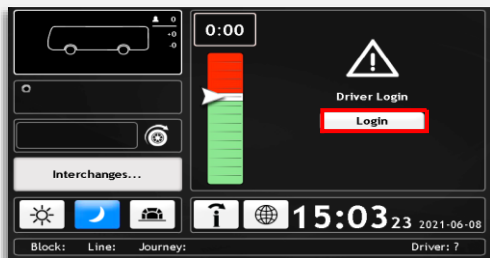 0
-0
-0
0:00
Driver Login
Login
Interchanges...
15:03 23 2021-06-08
Block: Line: Journey: Driver: ?